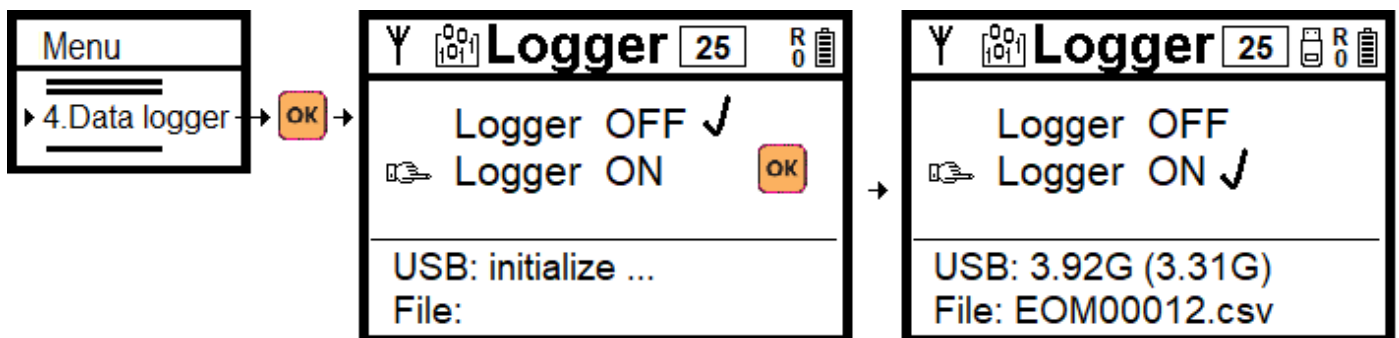 Menu
4.Data logger
OK
Logger 25 R 0
Logger OFF
Logger ON
OK
USB: initialize ...
File:
Logger 25 R 0
Logger OFF
Logger ON
USB: 3.92G (3.31G)
File: EOM00012.csv